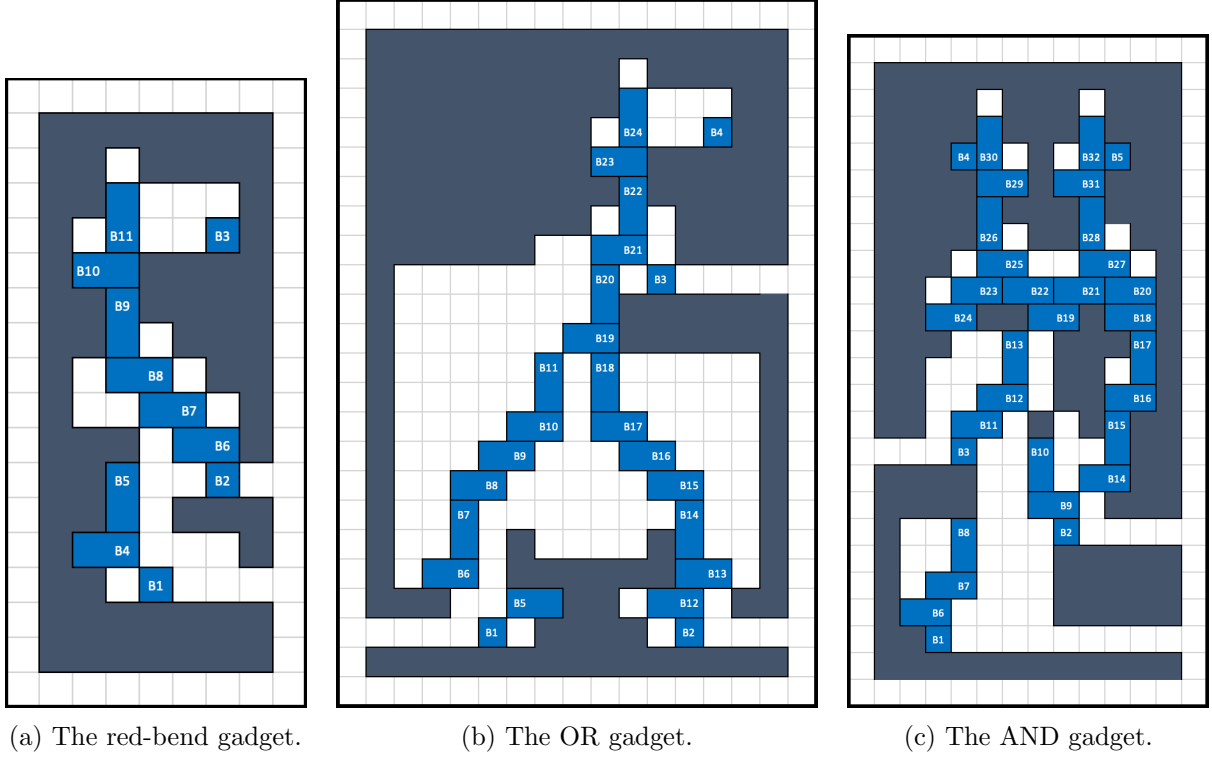 B11
B3
B10
B9
B8
B7
B6
B5
B2
B4
B1
(a) The red-bend gadget.
B24
B4
B23
B22
B21
B20
B3
B19
B11
B18
B10
B17
B9
B16
B8
B15
B7
B14
B6
B13
B5
B12
B1
B2
(b) The OR gadget.
B4
B30
B32
B5
B29
B31
B26
B28
B25
B27
B23
B22
B21
B20
B24
B19
B18
B13
B17
B12
B16
B11
B15
B3
B10
B14
B9
B8
B2
B7
B6
B1
(c) The AND gadget.